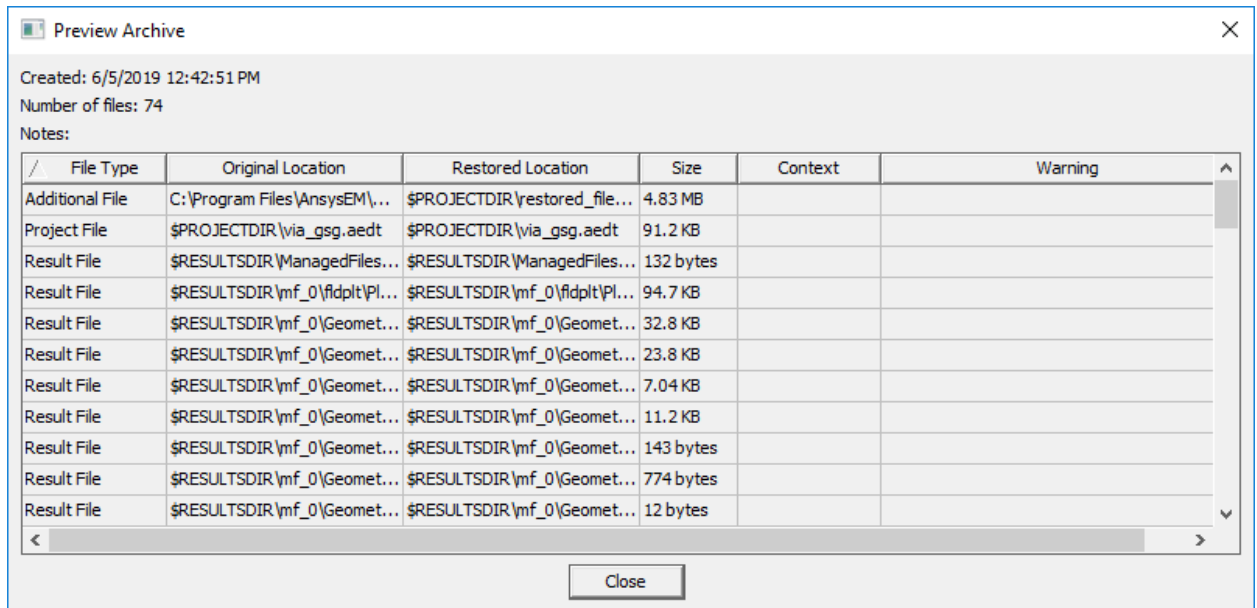 Preview Archive
Created: 6/5/2019 12:42:51 PM
Number of files: 74
Notes:
File Type Original Location Restored Location Size Context Warning
Additional File C:\Program Files\AnsysEM\... $PROJECTDIR\restored_file... 4.83 MB
Project File $PROJECTDIR\via_gsg.aedt $PROJECTDIR\via_gsg.aedt 91.2 KB
Result File $RESULTSDIR\ManagedFiles... $RESULTSDIR\ManagedFiles... 132 bytes
Result File $RESULTSDIR\mf_0\fldplt\Pl... $RESULTSDIR\mf_0\fldplt\Pl... 94.7 KB
Result File $RESULTSDIR\mf_0\Geomet... $RESULTSDIR\mf_0\Geomet... 32.8 KB
Result File $RESULTSDIR\mf_0\Geomet... $RESULTSDIR\mf_0\Geomet... 23.8 KB
Result File $RESULTSDIR\mf_0\Geomet... $RESULTSDIR\mf_0\Geomet... 7.04 KB
Result File $RESULTSDIR\mf_0\Geomet... $RESULTSDIR\mf_0\Geomet... 11.2 KB
Result File $RESULTSDIR\mf_0\Geomet... $RESULTSDIR\mf_0\Geomet... 143 bytes
Result File $RESULTSDIR\mf_0\Geomet... $RESULTSDIR\mf_0\Geomet... 774 bytes
Result File $RESULTSDIR\mf_0\Geomet... $RESULTSDIR\mf_0\Geomet... 12 bytes
Close